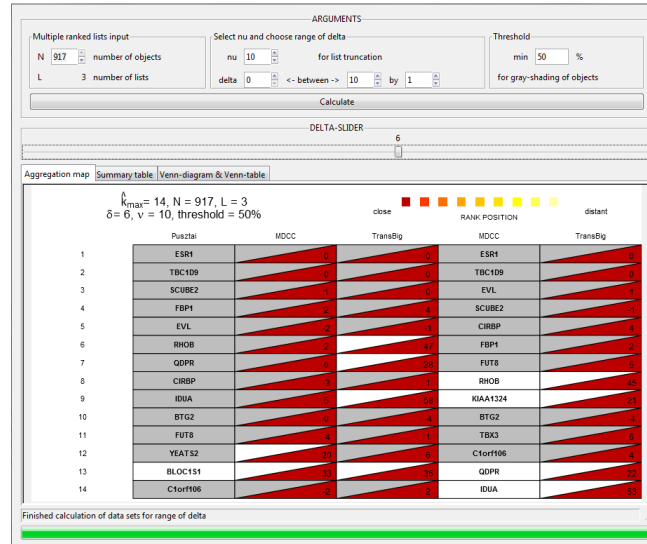 ARGUMENTS
Multiple ranked lists input
N 917 number of objects
L 3 number of lists
Select nu and choose range of delta
nu 10 for list truncation
delta 0 <- between -> 10 by 1
Threshold
min 50 %
for gray-shading of objects
Calculate
DELTA-SLIDER
6
Aggregation map Summary table Venn-diagram & Venn-table
k̂max= 14, N = 917, L = 3
δ= 6, ν = 10, threshold = 50%
close RANK POSITION distant
Pusztai MDCC TransBig MDCC TransBig
1 ESR1 0 0 ESR1 0
2 TBC1D9 0 0 TBC1D9 0
3 SCUBE2 1 0 EVL 1
4 FBP1 2 4 SCUBE2 -1
5 EVL -2 -1 CIRBP 4
6 RHOB 2 47 FBP1 2
7 QDPR 6 28 FUT8 5
8 CIRBP -3 1 RHOB 45
9 IDUA 5 58 KIAA1324 21
10 BTG2 0 -4 BTG2 -4
11 FUT8 -4 1 TBX3 6
12 YEATS2 20 6 C1orf106 4
13 BLOC1S1 33 35 QDPR 22
14 C1orf106 -2 2 IDUA 53
Finished calculation of data sets for range of delta